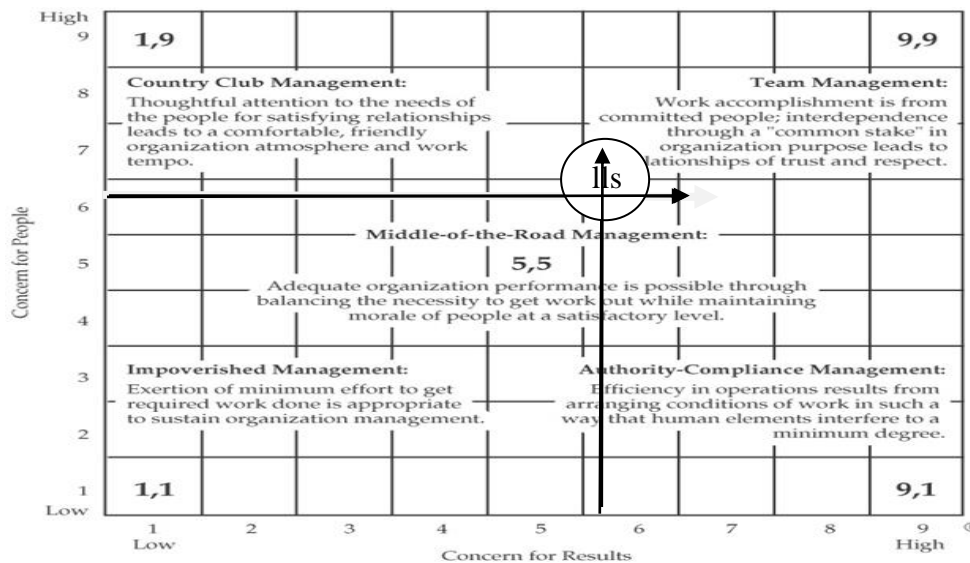 High
9
1,9
9,9
Country Club Management:
Thoughtful attention to the needs of
the people for satisfying relationships
leads to a comfortable, friendly
organization atmosphere and work
tempo.
Team Management:
Work accomplishment is from
committed people; interdependence
through a "common stake" in
organization purpose leads to
of trust and respect.
8
7
6
5
4
3
2
1
Low
Concern for People
Middle-of-the-Road Management:
5,5
Adequate organization performance is possible through
balancing the necessity to get work out while maintaining
morale of people at a satisfactory level.
Impoverished Management:
Exertion of minimum effort to get
required work done is appropriate
to sustain organization management.
Authority-Compliance Management:
Efficiency in operations results from
arranging conditions of work in such a
way that human elements interfere to a
minimum degree.
1,1
9,1
1 2 3 4 5 6 7 8 9
Low High
Concern for Results